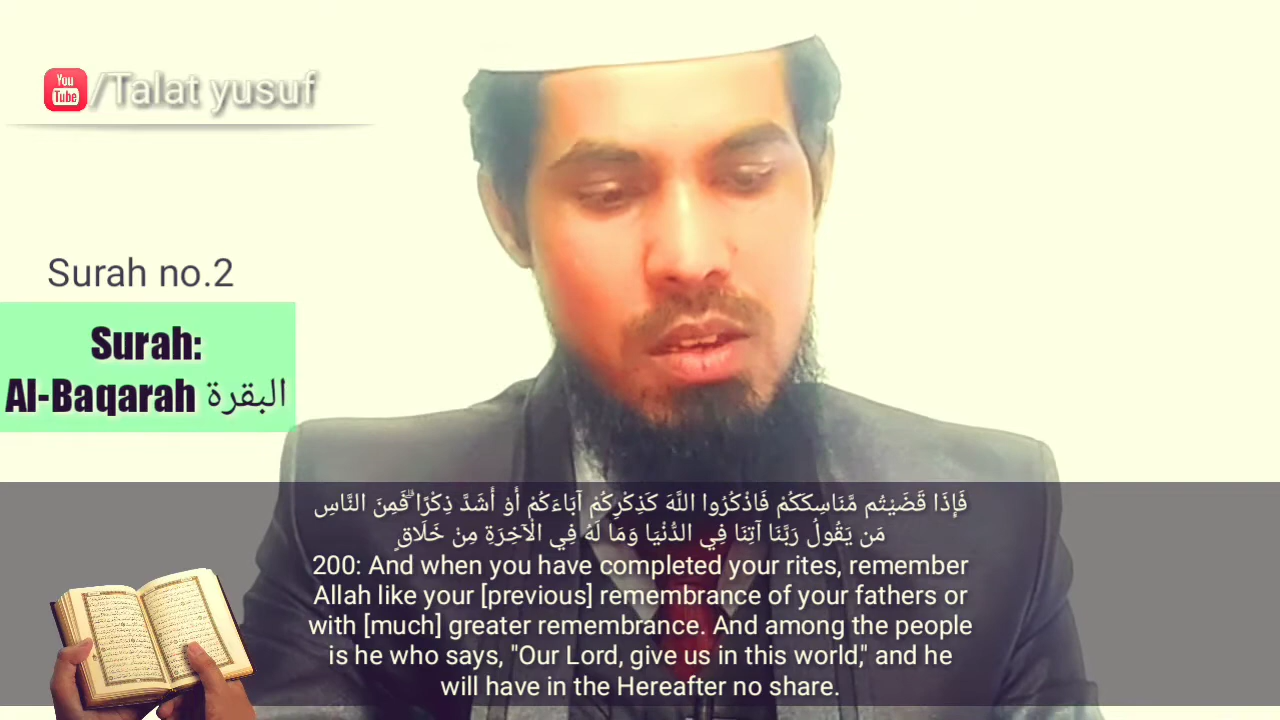 You
Tube
/Talat yusuf
Surah no.2
Surah:
Al-Baqarah البقرة
فَإِذَا قَضَيْتُم مَّنَاسِكَكُمْ فَاذْكُرُوا اللَّهَ كَذِكْرِكُمْ آبَاءَكُمْ أَوْ أَشَدَّ ذِكْرًا ۗ فَمِنَ النَّاسِ
مَن يَقُولُ رَبَّنَا آتِنَا فِي الدُّنْيَا وَمَا لَهُ فِي الْآخِرَةِ مِنْ خَلَاقٍ
200: And when you have completed your rites, remember
Allah like your [previous] remembrance of your fathers or
with [much] greater remembrance. And among the people
is he who says, "Our Lord, give us in this world," and he
will have in the Hereafter no share.